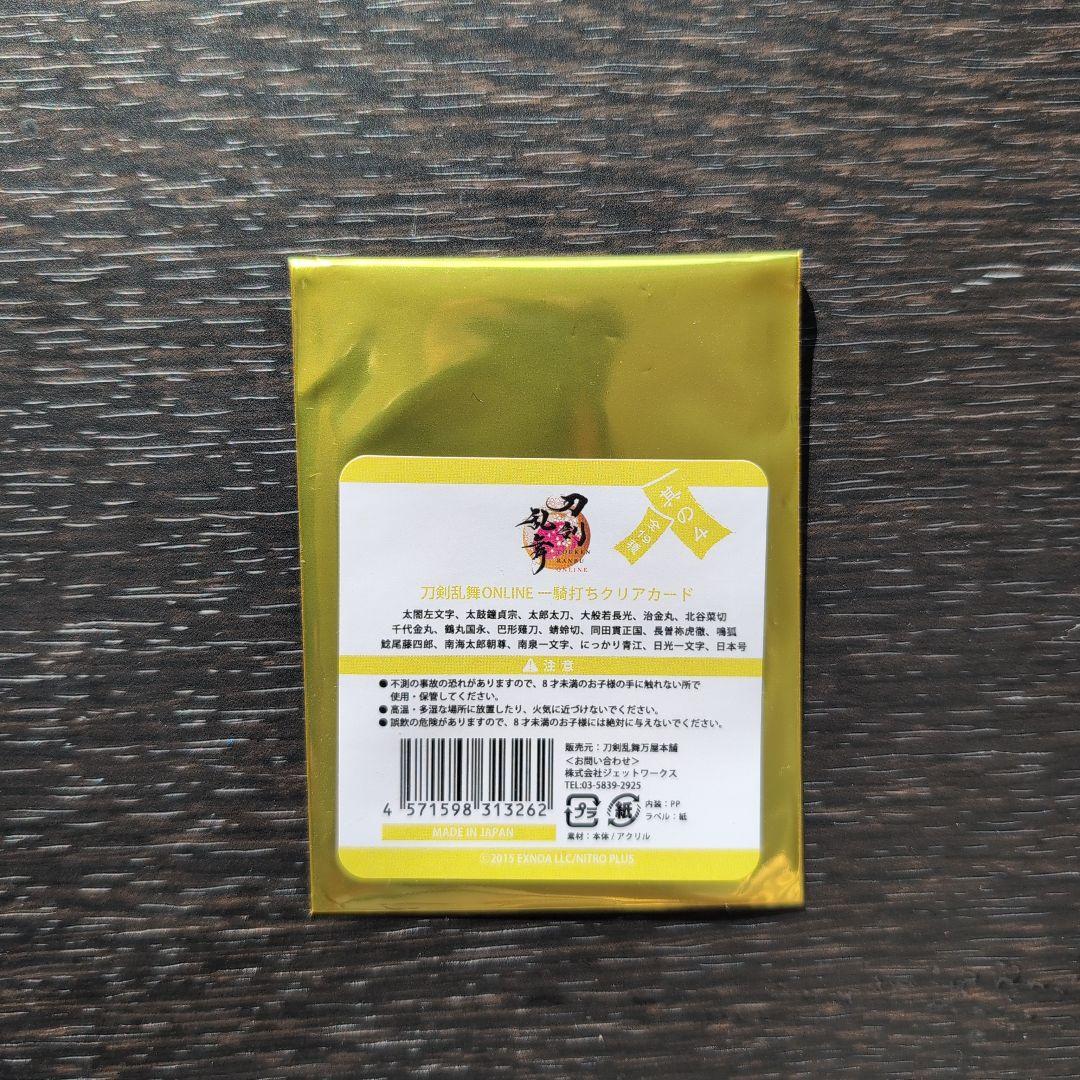 刀剣乱舞
TOUKEN
RANBU
ONLINE
其の4
全19種
刀剣乱舞ONLINE 一騎打ちクリアカード
太閤左文字、太鼓鐘貞宗、太郎太刀、大般若長光、治金丸、北谷菜切
千代金丸、鶴丸国永、巴形薙刀、蜻蛉切、同田貫正国、長曽祢虎徹、鳴狐
鯰尾藤四郎、南海太郎朝尊、南泉一文字、にっかり青江、日光一文字、日本号
注意
●不測の事故の恐れがありますので、8才未満のお子様の手に触れない所で
使用・保管してください。
●高温・多湿な場所に放置したり、火気に近づけないでください。
●誤飲の危険がありますので、8才未満のお子様には絶対に与えないでください。
販売元：刀剣乱舞万屋本舗
＜お問い合わせ＞
株式会社ジェットワークス
TEL:03-5839-2925
4 571598 313262
プラ 紙
内装：PP
ラベル：紙
MADE IN JAPAN
素材：本体/アクリル
©2015 EXNOA LLC/NITRO PLUS